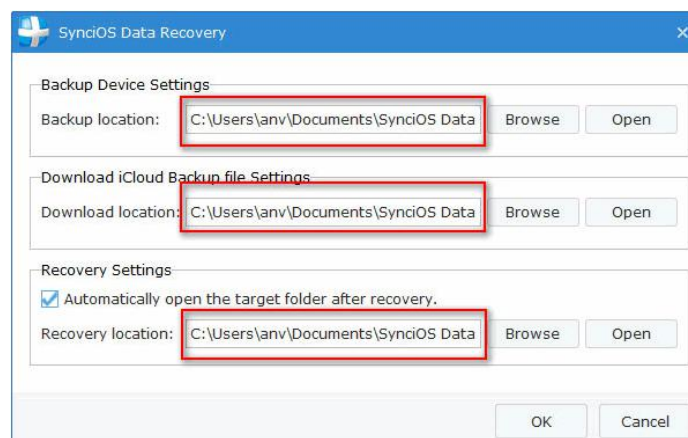 SynciOS Data Recovery
Backup Device Settings
Backup location: C:\Users\anv\Documents\SynciOS Data Browse Open
Download iCloud Backup file Settings
Download location: C:\Users\anv\Documents\SynciOS Data Browse Open
Recovery Settings
Automatically open the target folder after recovery.
Recovery location: C:\Users\anv\Documents\SynciOS Data Browse Open
OK Cancel